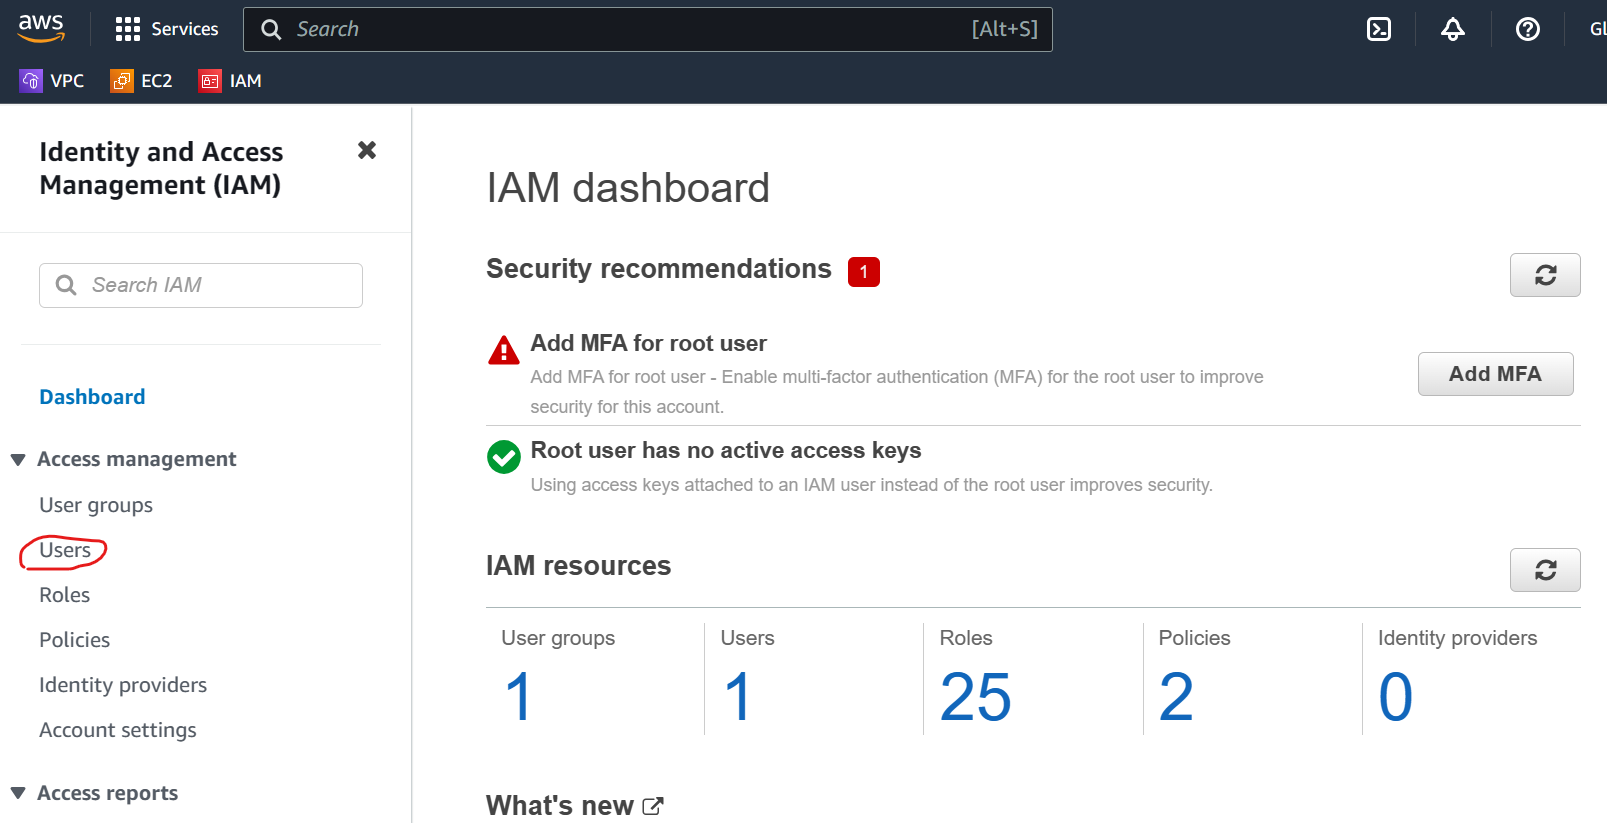 aws
Services
Search
[Alt+S]
VPC
EC2
IAM
Identity and Access
Management (IAM)
Search IAM
Dashboard
Access management
User groups
Users
Roles
Policies
Identity providers
Account settings
Access reports
IAM dashboard
Security recommendations 1
Add MFA for root user
Add MFA for root user - Enable multi-factor authentication (MFA) for the root user to improve
security for this account.
Add MFA
Root user has no active access keys
Using access keys attached to an IAM user instead of the root user improves security.
IAM resources
User groups
1
Users
1
Roles
25
Policies
2
Identity providers
0
What's new